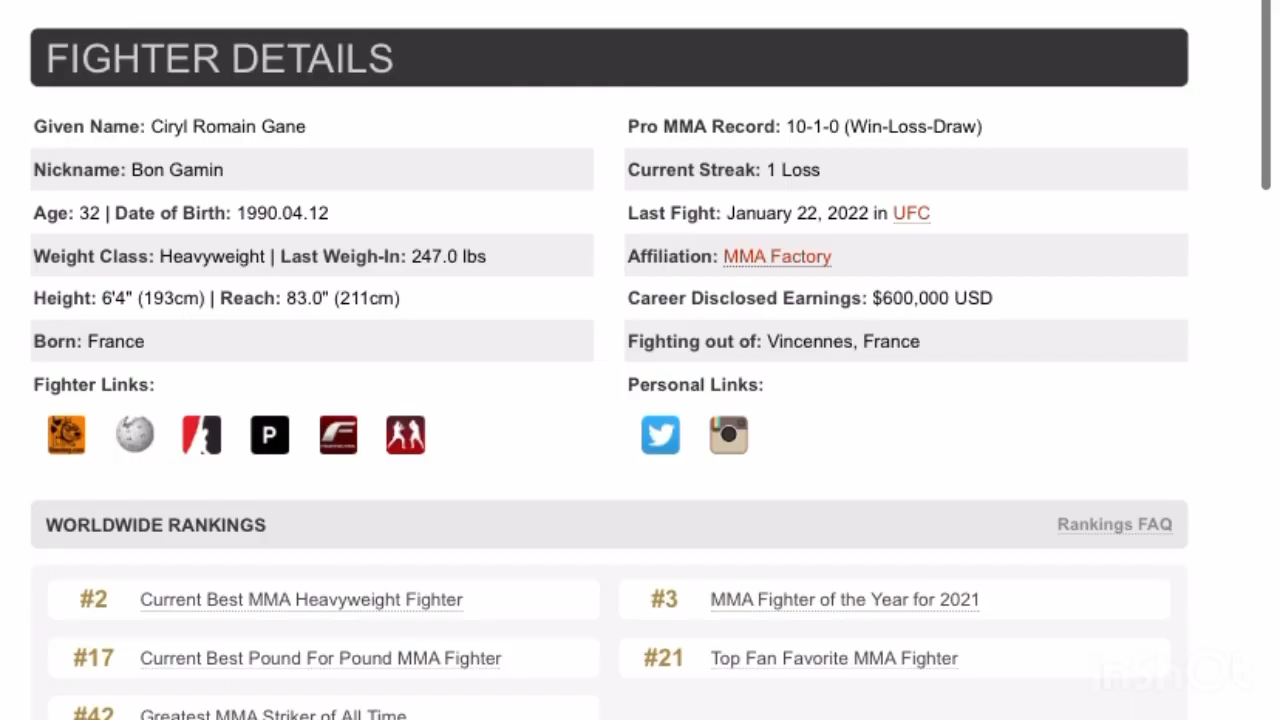 FIGHTER DETAILS
Given Name: Ciryl Romain Gane
Pro MMA Record: 10-1-0 (Win-Loss-Draw)
Nickname: Bon Gamin
Current Streak: 1 Loss
Age: 32 | Date of Birth: 1990.04.12
Last Fight: January 22, 2022 in UFC
Weight Class: Heavyweight | Last Weigh-In: 247.0 lbs
Affiliation: MMA Factory
Height: 6'4" (193cm) | Reach: 83.0" (211cm)
Career Disclosed Earnings: $600,000 USD
Born: France
Fighting out of: Vincennes, France
Fighter Links:
Personal Links:
P
WORLDWIDE RANKINGS
Rankings FAQ
#2 Current Best MMA Heavyweight Fighter
#3 MMA Fighter of the Year for 2021
#17 Current Best Pound For Pound MMA Fighter
#21 Top Fan Favorite MMA Fighter
#42 Greatest MMA Striker of All Time
InShOt